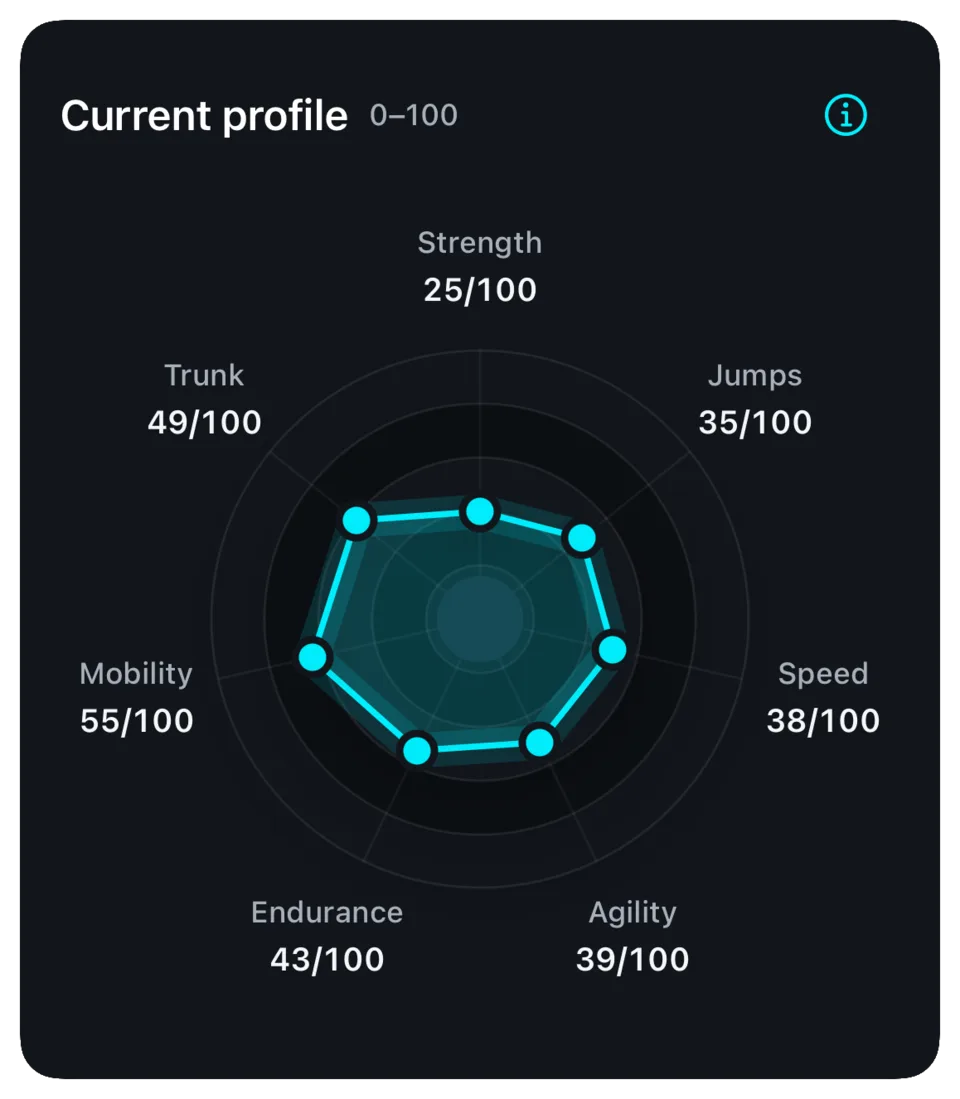 Current profile 0–100
Strength
25/100
Trunk
49/100
Jumps
35/100
Mobility
55/100
Speed
38/100
Endurance
43/100
Agility
39/100